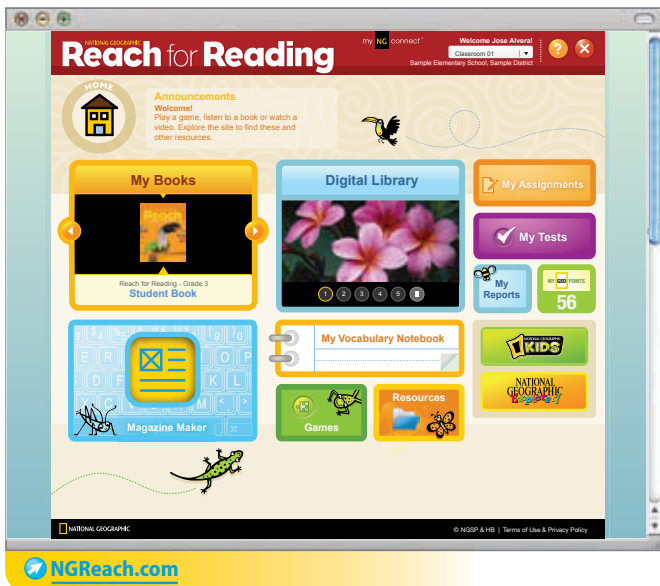 NATIONAL GEOGRAPHIC
Reach for Reading
my NG connect™
Welcome Jose Alvera!
Classroom 01
Sample Elementary School, Sample District
?
HOME
Announcements
Welcome!
Play a game, listen to a book or watch a
video. Explore the site to find these and
other resources.
My Books
Reach
Reach for Reading - Grade 3
Student Book
Digital Library
1 2 3 4 5
My Assignments
My Tests
My
Reports
MY GEO POINTS
56
Magazine Maker
My Vocabulary Notebook
Games
Resources
NATIONAL GEOGRAPHIC
KIDS
NATIONAL
GEOGRAPHIC
Explorer!
NATIONAL GEOGRAPHIC
© NGSP & HB | Terms of Use & Privacy Policy
NGReach.com